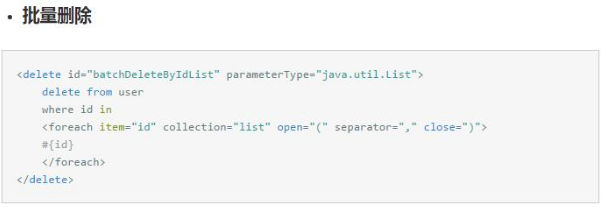 批量删除
<delete id="batchDeleteByIdList" parameterType="java.util.List">
delete from user
where id in
<foreach item="id" collection="list" open="(" separator="," close=")">
#{id}
</foreach>
</delete>